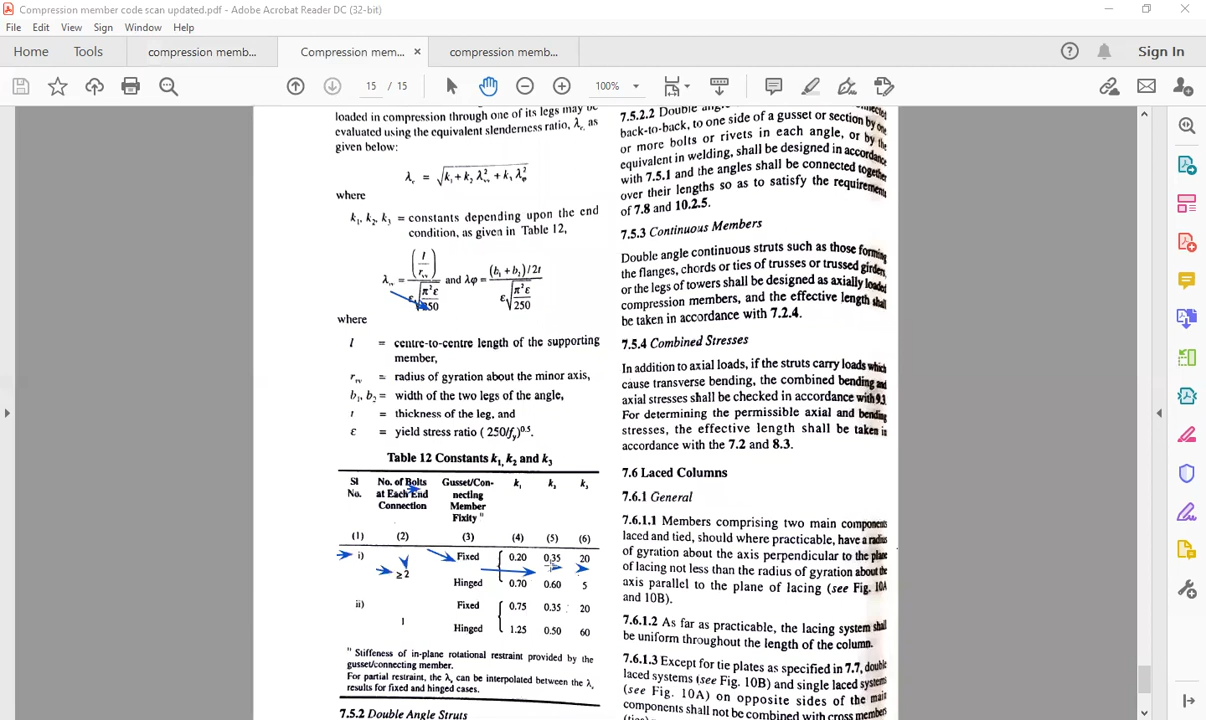 Compression member code scan updated.pdf - Adobe Acrobat Reader DC (32-bit)
File Edit View Sign Window Help
Home Tools compression memb... Compression mem... × compression memb... Sign In
15 / 15 100%
loaded in compression through one of its legs may be
evaluated using the equivalent slenderness ratio, λe as
given below:
where
k1, k2, k3 = constants depending upon the end
condition, as given in Table 12,
and λφ = (b1 + b2) / 2t
where
l = centre-to-centre length of the supporting
member,
rvv = radius of gyration about the minor axis,
b1, b2 = width of the two legs of the angle,
t = thickness of the leg, and
ε = yield stress ratio ( 250/fy)0.5.
Table 12 Constants k1, k2 and k3
Sl No. of Bolts Gusset/Con-
No. at Each End necting
Connection Member
Fixity 1)
(1) (2) (3) (4) (5) (6)
i) Fixed 0.20 0.35 20
≥ 2
Hinged 0.70 0.60 5
ii) Fixed 0.75 0.35 20
1
Hinged 1.25 0.50 60
1) Stiffness of in-plane rotational restraint provided by the
gusset/connecting member.
For partial restraint, the λe can be interpolated between the λe
results for fixed and hinged cases.
7.5.2 Double Angle Struts
7.5.2.2 Double
back-to-back, to one side of a gusset or section by one
or more bolts or rivets in each angle, or by the
equivalent in welding, shall be designed in accordance
with 7.5.1 and the angles shall be connected together
over their lengths so as to satisfy the requirements
of 7.8 and 10.2.5.
7.5.3 Continuous Members
Double angle continuous struts such as those forming
the flanges, chords or ties of trusses or trussed girders,
or the legs of towers shall be designed as axially loaded
compression members, and the effective length shall
be taken in accordance with 7.2.4.
7.5.4 Combined Stresses
In addition to axial loads, if the struts carry loads which
cause transverse bending, the combined bending and
axial stresses shall be checked in accordance with 9.3.
For determining the permissible axial and bending
stresses, the effective length shall be taken in
accordance with the 7.2 and 8.3.
7.6 Laced Columns
7.6.1 General
7.6.1.1 Members comprising two main components
laced and tied, should where practicable, have a radius
of gyration about the axis perpendicular to the plane
of lacing not less than the radius of gyration about the
axis parallel to the plane of lacing (see Fig. 10A
and 10B).
7.6.1.2 As far as practicable, the lacing system shall
be uniform throughout the length of the column.
7.6.1.3 Except for tie plates as specified in 7.7, double
laced systems (see Fig. 10B) and single laced systems
(see Fig. 10A) on opposite sides of the main
components shall not be combined with cross members